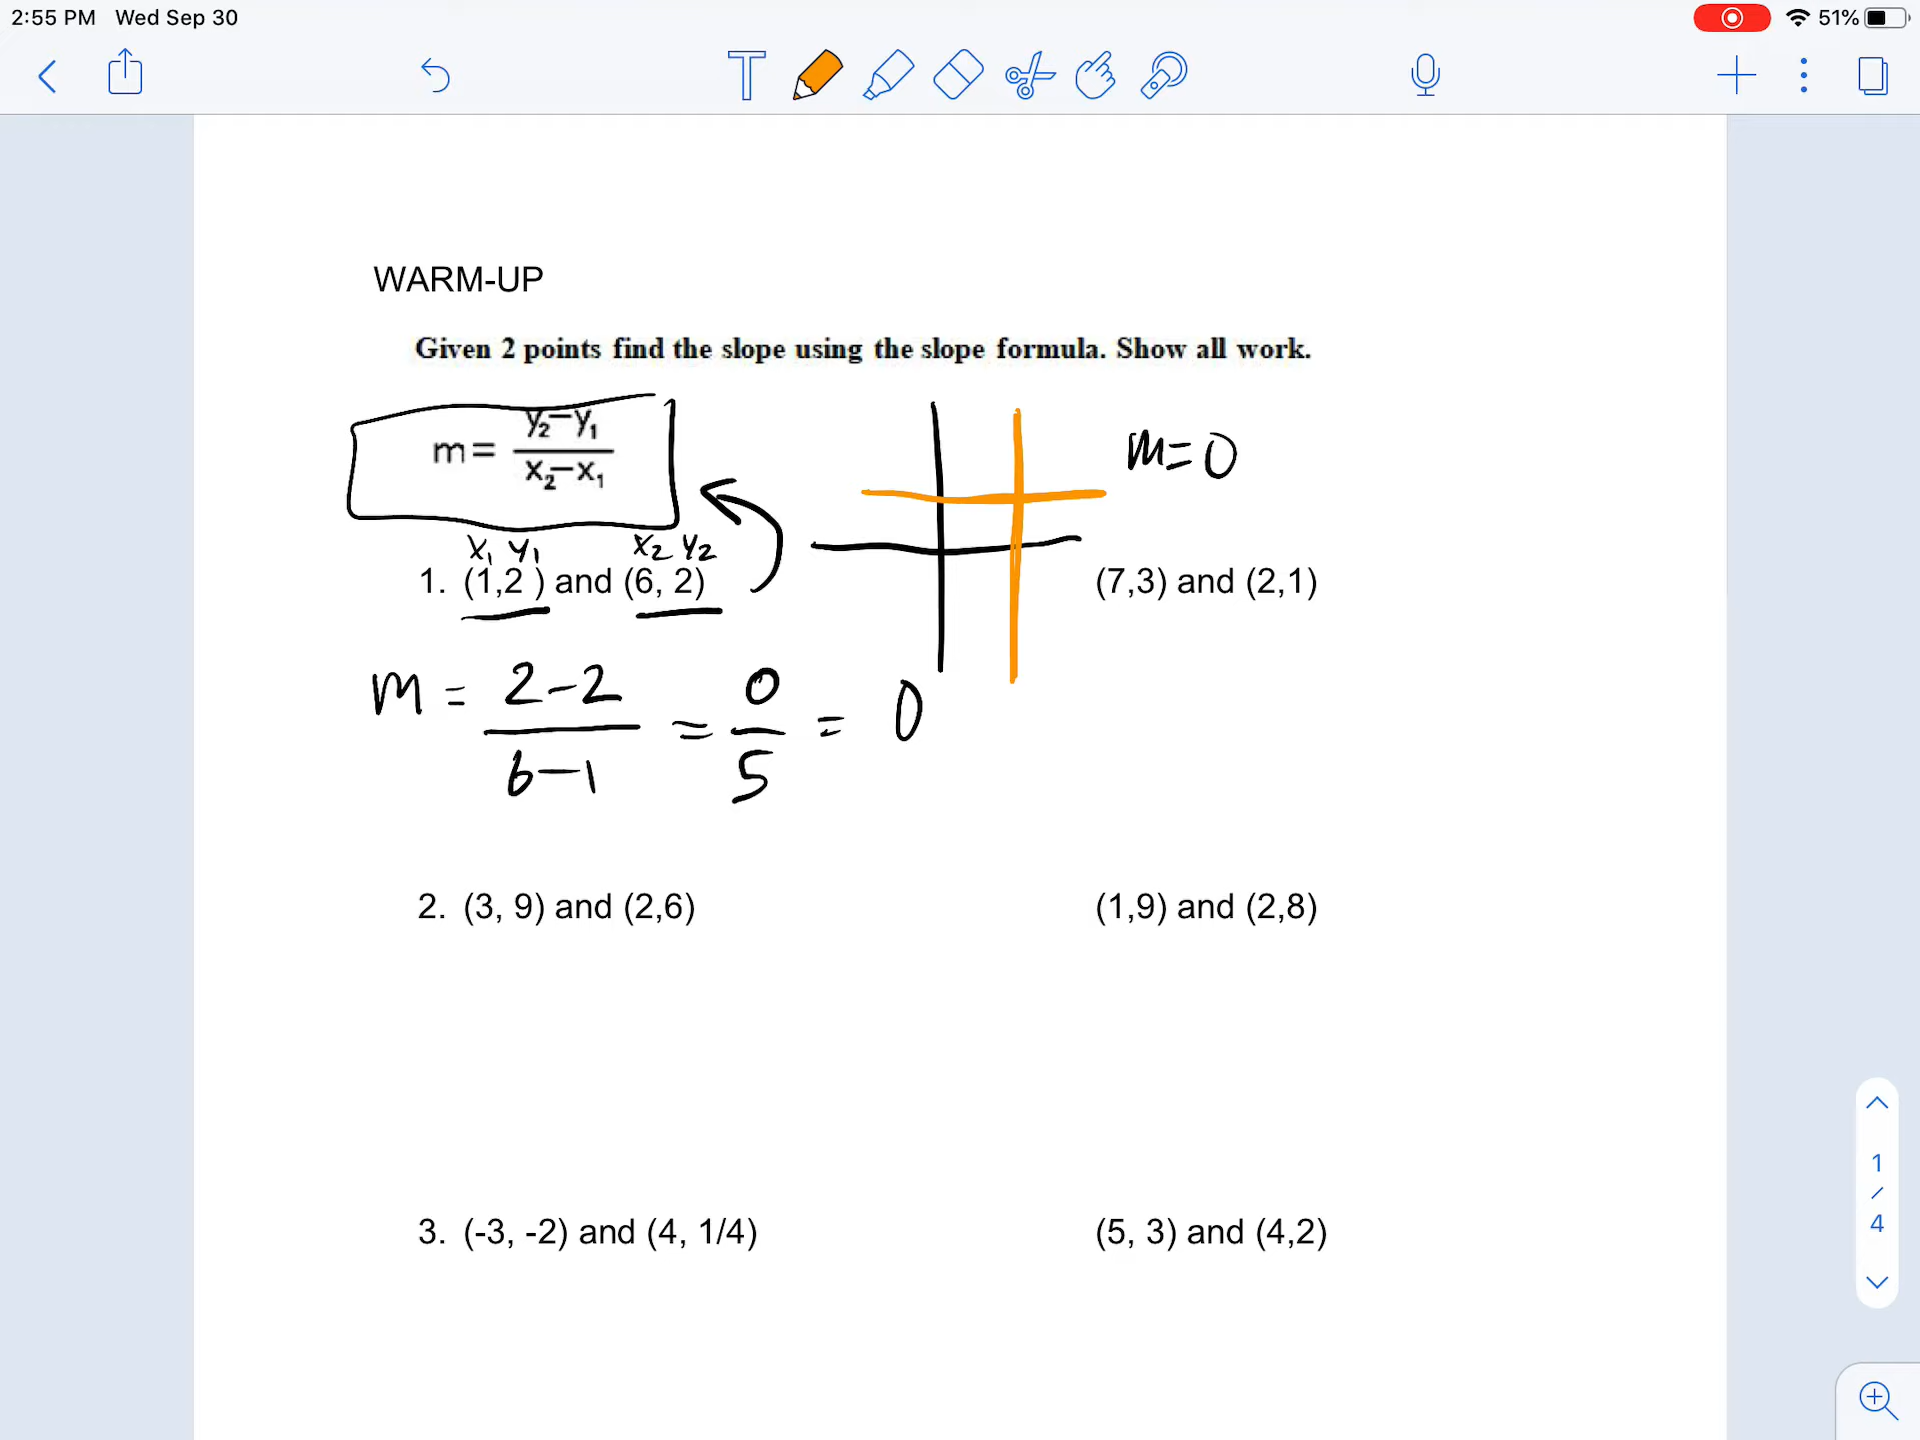 2:55 PM Wed Sep 30 51%
T
WARM-UP
Given 2 points find the slope using the slope formula. Show all work.
m= y₂-y₁ / x₂-x₁
m=0
x₁ y₁ x₂ y₂
1. (1,2 ) and (6, 2) (7,3) and (2,1)
m = 2-2 / 6-1 = 0/5 = 0
2. (3, 9) and (2,6) (1,9) and (2,8)
1
/
4
3. (-3, -2) and (4, 1/4) (5, 3) and (4,2)